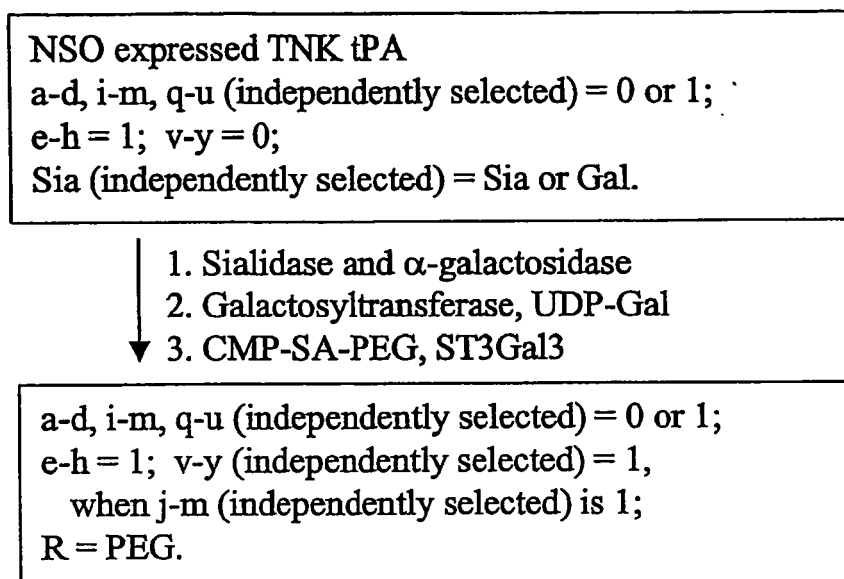 NSO expressed TNK tPA
a-d, i-m, q-u (independently selected) = 0 or 1;
e-h = 1; v-y = 0;
Sia (independently selected) = Sia or Gal.
1. Sialidase and α-galactosidase
2. Galactosyltransferase, UDP-Gal
3. CMP-SA-PEG, ST3Gal3
a-d, i-m, q-u (independently selected) = 0 or 1;
e-h = 1; v-y (independently selected) = 1,
when j-m (independently selected) is 1;
R = PEG.